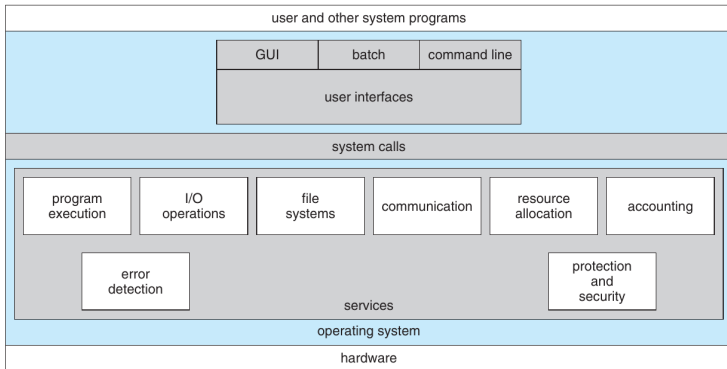 user and other system programs
GUI
batch
command line
user interfaces
system calls
program
execution
I/O
operations
file
systems
communication
resource
allocation
accounting
error
detection
protection
and
security
services
operating system
hardware